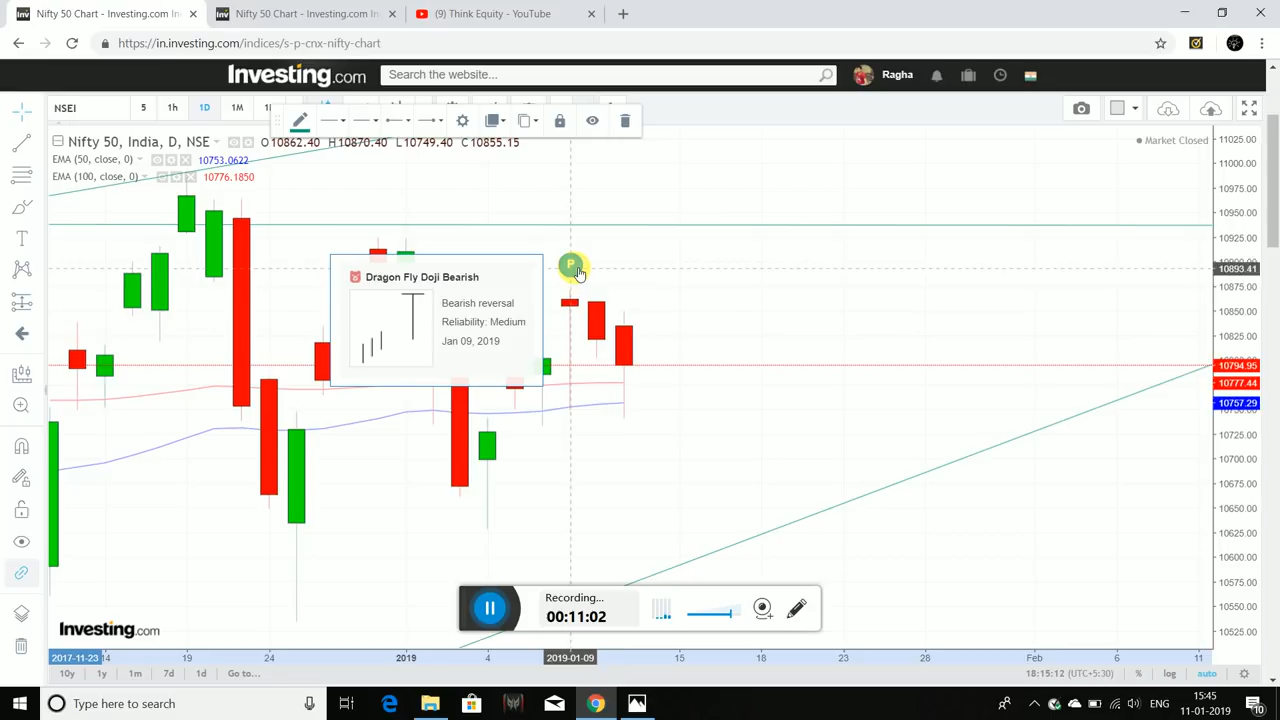 Nifty 50 Chart - Investing.com In
Nifty 50 Chart - Investing.com In
(9) Think Equity - YouTube
https://in.investing.com/indices/s-p-cnx-nifty-chart
Investing.com
Search the website...
Ragha
NSEI
5
1h
1D
1M
Nifty 50, India, D, NSE
O10862.40 H10870.40 L10749.40 C10855.15
Market Closed
EMA (50, close, 0)
10753.0622
EMA (100, close, 0)
10776.1850
Dragon Fly Doji Bearish
Bearish reversal
Reliability: Medium
Jan 09, 2019
P
11025.00
11000.00
10975.00
10950.00
10925.00
10893.41
10875.00
10850.00
10825.00
10794.95
10777.44
10757.29
10725.00
10700.00
10675.00
10650.00
10625.00
10600.00
10575.00
10550.00
10525.00
Recording...
00:11:02
Investing.com
2017-11-23
14
19
24
2019
4
2019-01-09
15
18
23
28
Feb
6
11
10y
1y
1m
7d
1d
Go to...
18:15:12 (UTC+5:30)
%
log
auto
Type here to search
ENG
15:45
11-01-2019
10